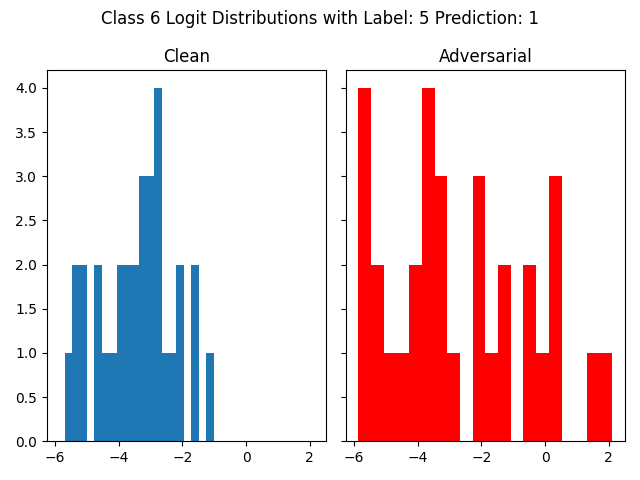 Class 6 Logit Distributions with Label: 5 Prediction: 1
Clean
Adversarial
4.0
3.5
3.0
2.5
2.0
1.5
1.0
0.5
0.0
−6 −4 −2 0 2
−6 −4 −2 0 2